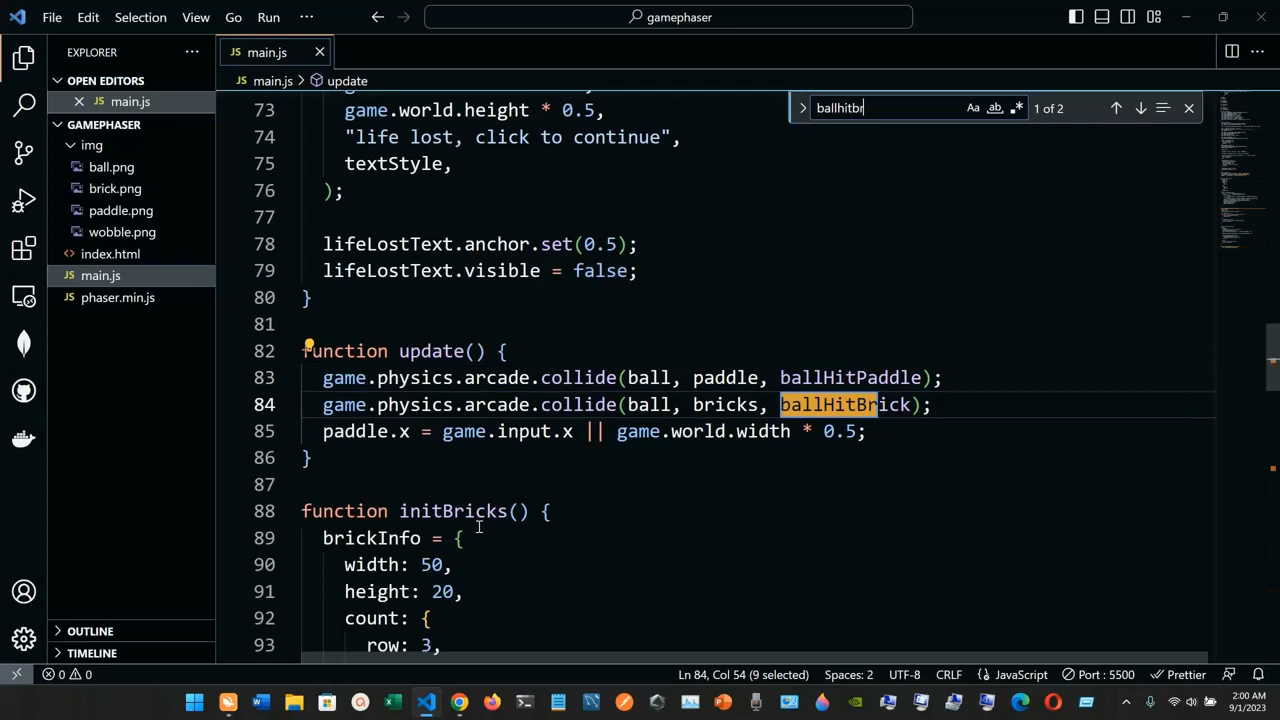 File Edit Selection View Go Run ··· gamephaser
EXPLORER ···
OPEN EDITORS
main.js
GAMEPHASER
img
ball.png
brick.png
paddle.png
wobble.png
index.html
main.js
phaser.min.js
OUTLINE
TIMELINE
JS main.js
JS main.js > update
ballhitbr Aa ab .* 1 of 2
73 game.world.height * 0.5,
74 "life lost, click to continue",
75 textStyle,
76 );
77
78 lifeLostText.anchor.set(0.5);
79 lifeLostText.visible = false;
80 }
81
82 function update() {
83 game.physics.arcade.collide(ball, paddle, ballHitPaddle);
84 game.physics.arcade.collide(ball, bricks, ballHitBrick);
85 paddle.x = game.input.x || game.world.width * 0.5;
86 }
87
88 function initBricks() {
89 brickInfo = {
90 width: 50,
91 height: 20,
92 count: {
93 row: 3,
0 0 Ln 84, Col 54 (9 selected) Spaces: 2 UTF-8 CRLF {} JavaScript Port : 5500 Prettier
2:00 AM
9/1/2023